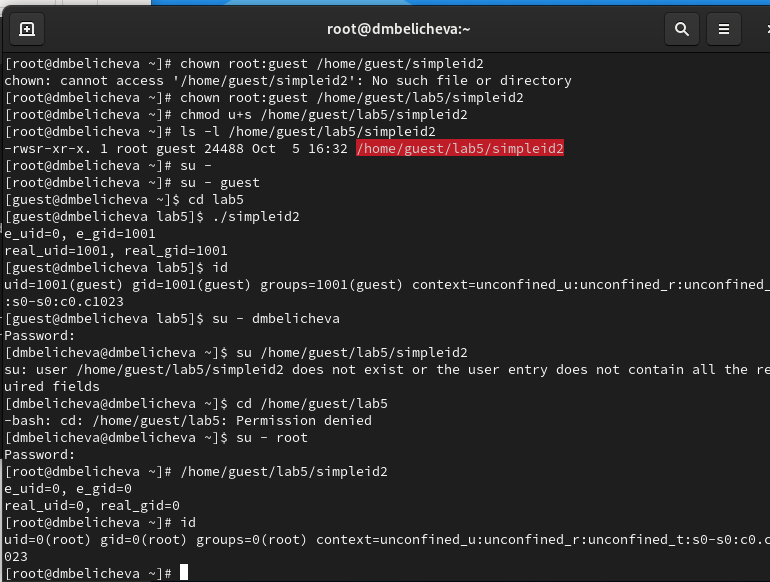 root@dmbelicheva:~
[root@dmbelicheva ~]# chown root:guest /home/guest/simpleid2
chown: cannot access '/home/guest/simpleid2': No such file or directory
[root@dmbelicheva ~]# chown root:guest /home/guest/lab5/simpleid2
[root@dmbelicheva ~]# chmod u+s /home/guest/lab5/simpleid2
[root@dmbelicheva ~]# ls -l /home/guest/lab5/simpleid2
-rwsr-xr-x. 1 root guest 24488 Oct  5 16:32 /home/guest/lab5/simpleid2
[root@dmbelicheva ~]# su -
[root@dmbelicheva ~]# su - guest
[guest@dmbelicheva ~]$ cd lab5
[guest@dmbelicheva lab5]$ ./simpleid2
e_uid=0, e_gid=1001
real_uid=1001, real_gid=1001
[guest@dmbelicheva lab5]$ id
uid=1001(guest) gid=1001(guest) groups=1001(guest) context=unconfined_u:unconfined_r:unconfined_
:s0-s0:c0.c1023
[guest@dmbelicheva lab5]$ su - dmbelicheva
Password:
[dmbelicheva@dmbelicheva ~]$ su /home/guest/lab5/simpleid2
su: user /home/guest/lab5/simpleid2 does not exist or the user entry does not contain all the re
uired fields
[dmbelicheva@dmbelicheva ~]$ cd /home/guest/lab5
-bash: cd: /home/guest/lab5: Permission denied
[dmbelicheva@dmbelicheva ~]$ su - root
Password:
[root@dmbelicheva ~]# /home/guest/lab5/simpleid2
e_uid=0, e_gid=0
real_uid=0, real_gid=0
[root@dmbelicheva ~]# id
uid=0(root) gid=0(root) groups=0(root) context=unconfined_u:unconfined_r:unconfined_t:s0-s0:c0.c
023
[root@dmbelicheva ~]#